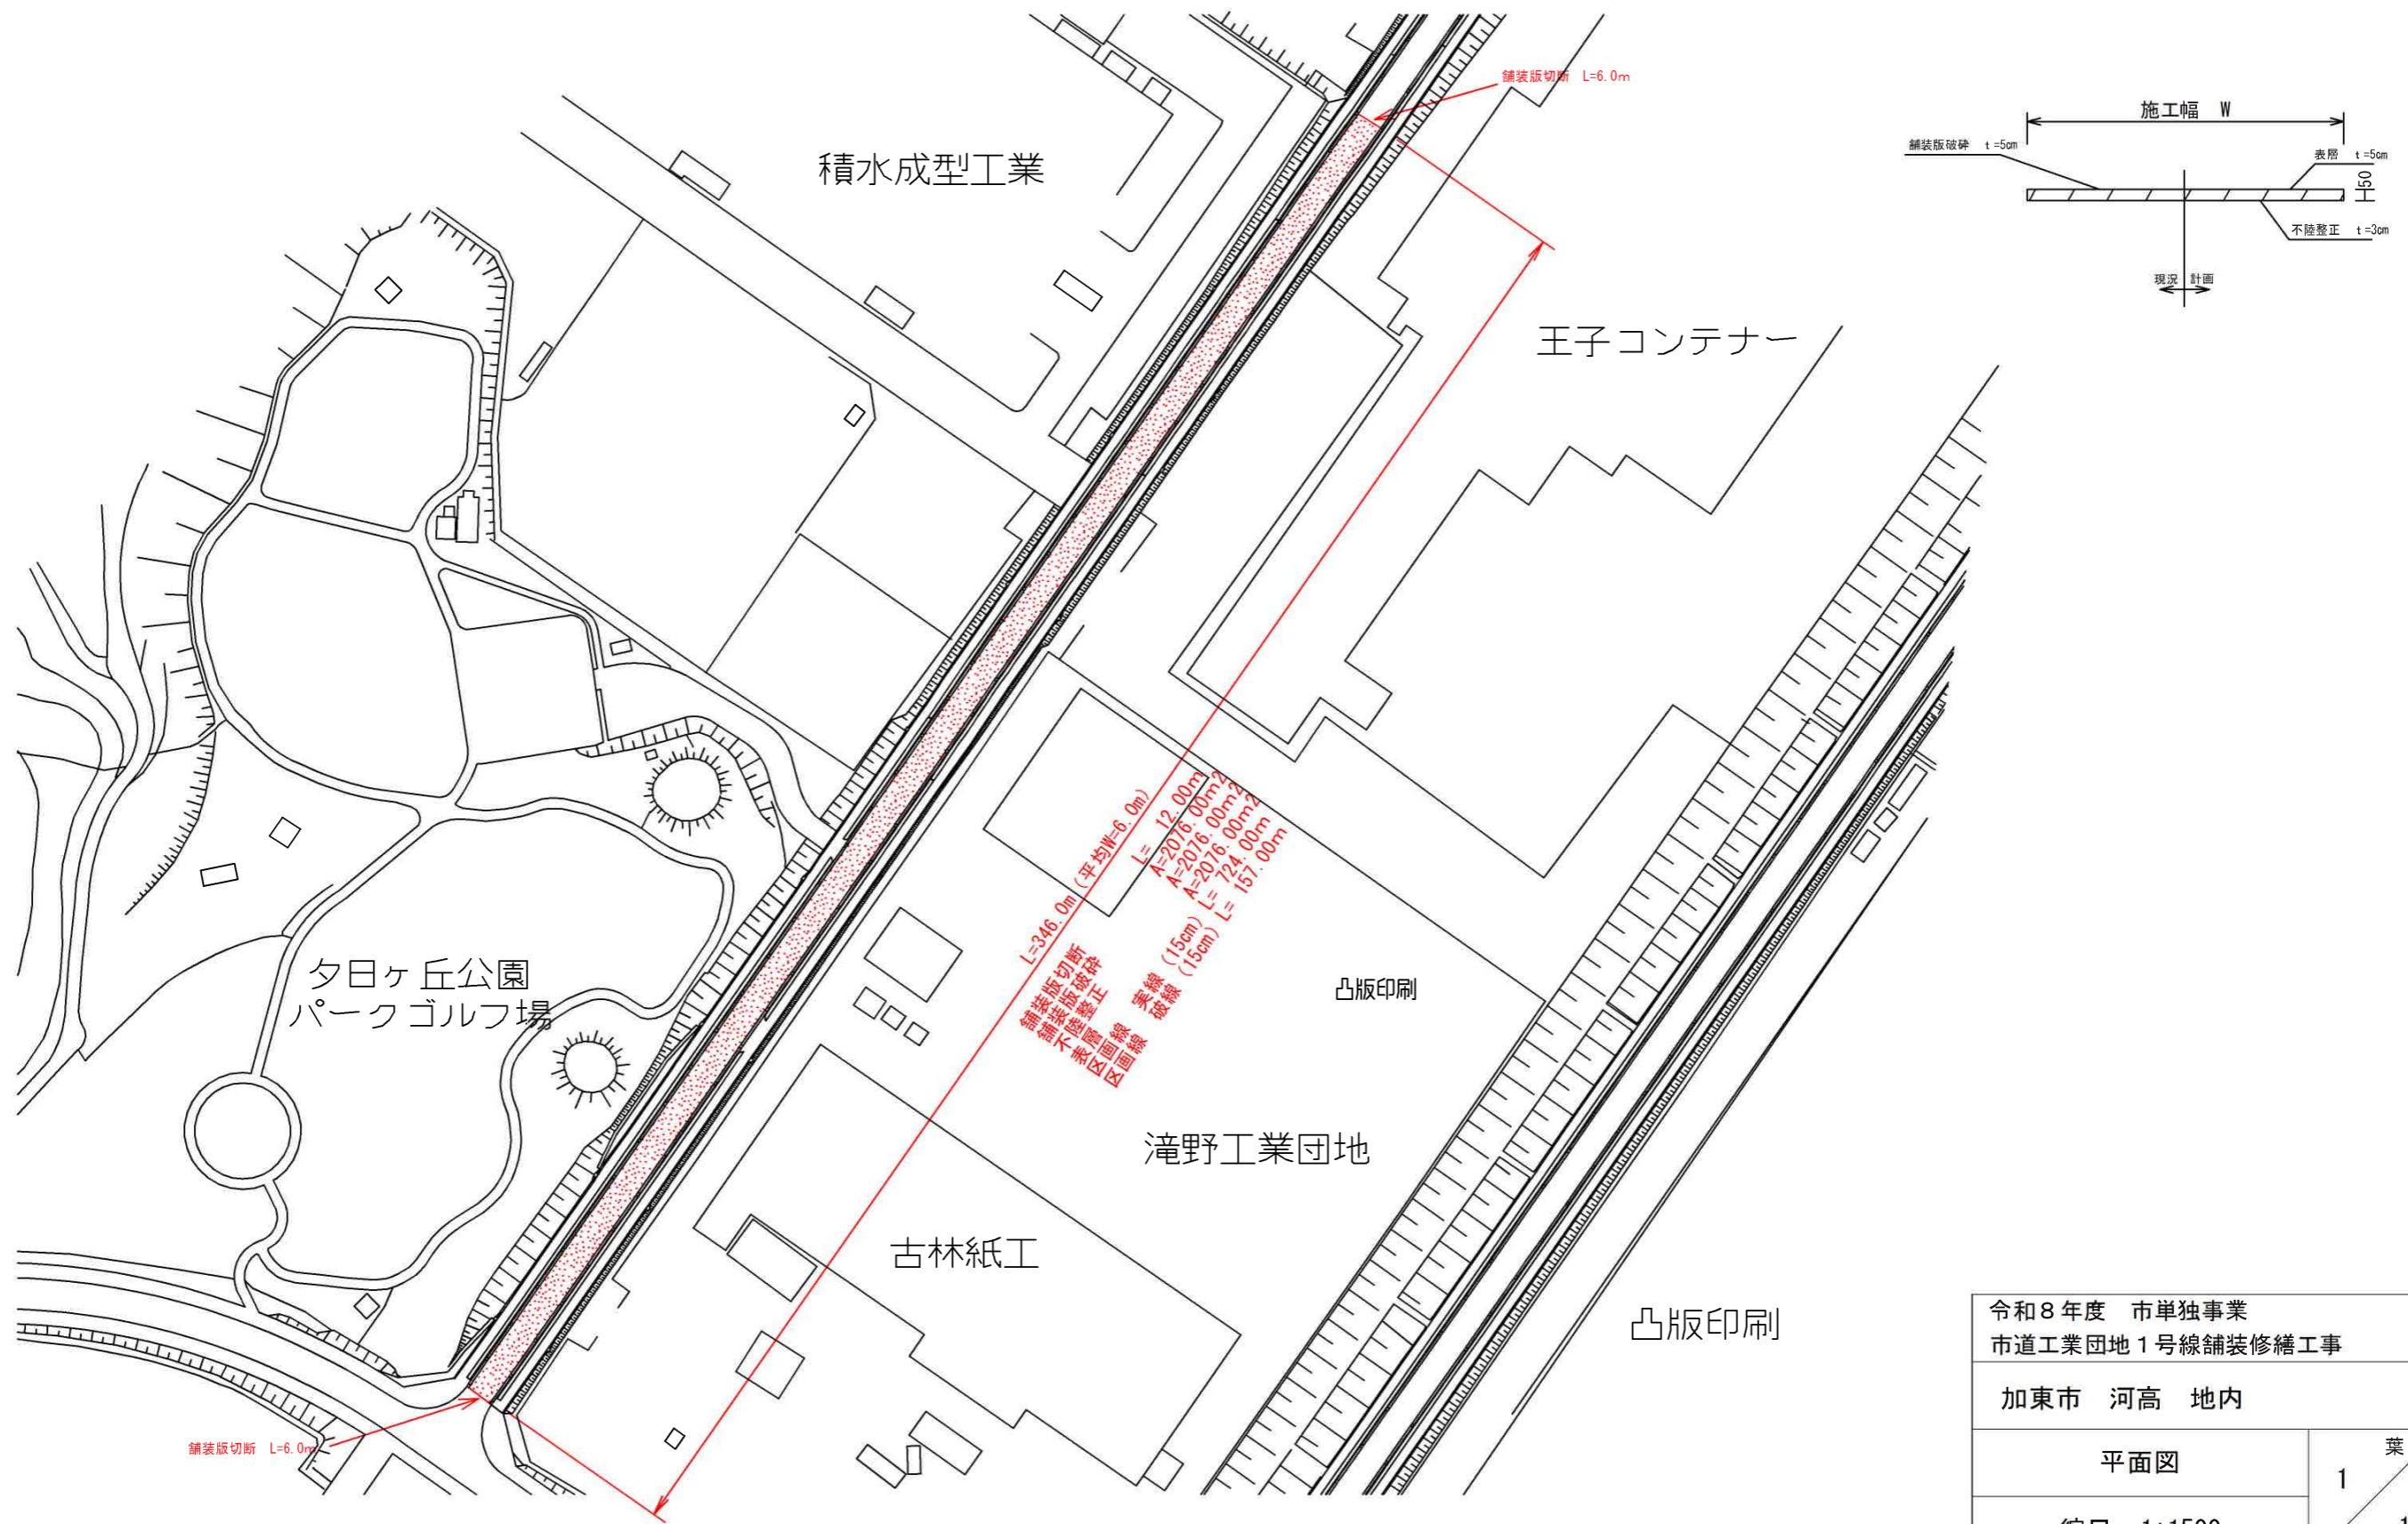 舗装版切断 L=6.0m
施工幅 W
舗装版破砕 t=5cm
表層 t=5cm
50
不陸整正 t=3cm
現況 計画
積水成型工業
王子コンテナー
L=346.0m(平均W=6.0m)
舗装版切断 L= 12.00m
舗装版破砕 A=2076.00m2
不陸整正 A=2076.00m2
表層 A=2076.00m2
区画線 実線(15cm) L= 724.00m
区画線 破線(15cm) L= 157.00m
夕日ヶ丘公園
パークゴルフ場
凸版印刷
滝野工業団地
古林紙工
凸版印刷
舗装版切断 L=6.0m
令和8年度 市単独事業
市道工業団地1号線舗装修繕工事
加東市 河高 地内
平面図
1
葉